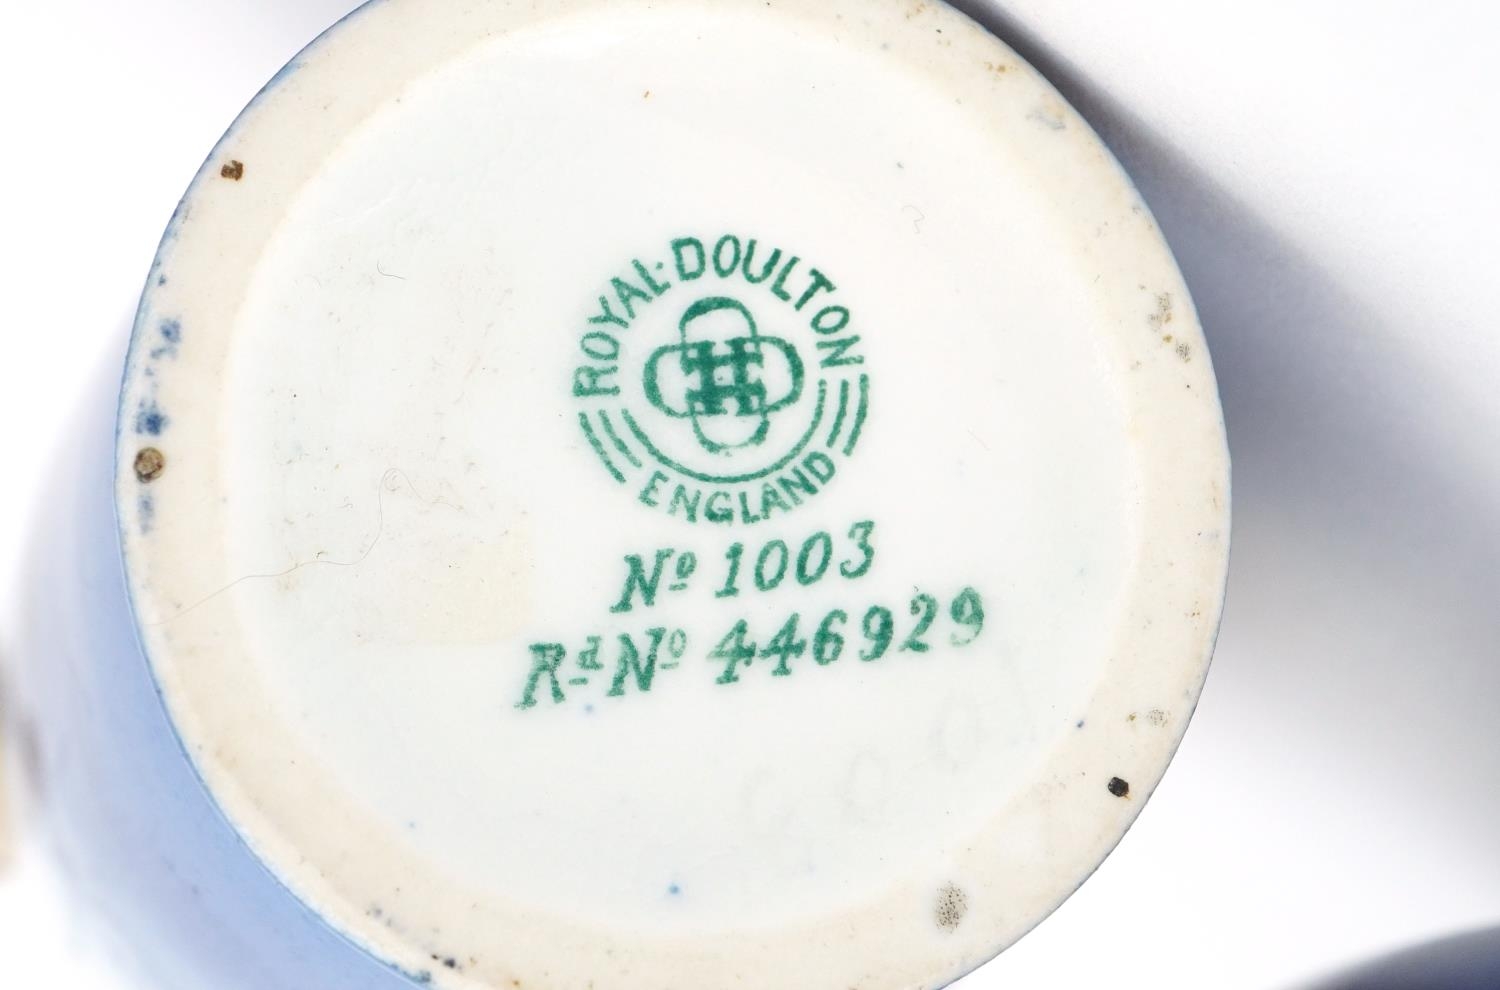 ROYAL·DOULTON
ENGLAND
Nº 1003
Rᵈ Nº 446929